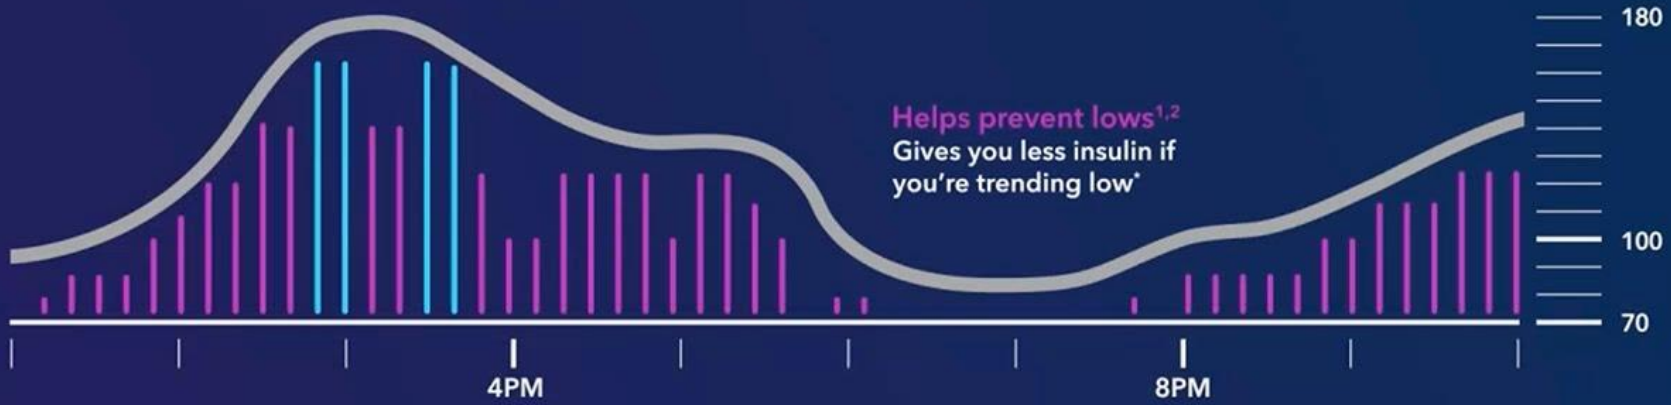 180
Helps prevent lows¹,²
Gives you less insulin if
you're trending low*
100
70
4PM
8PM